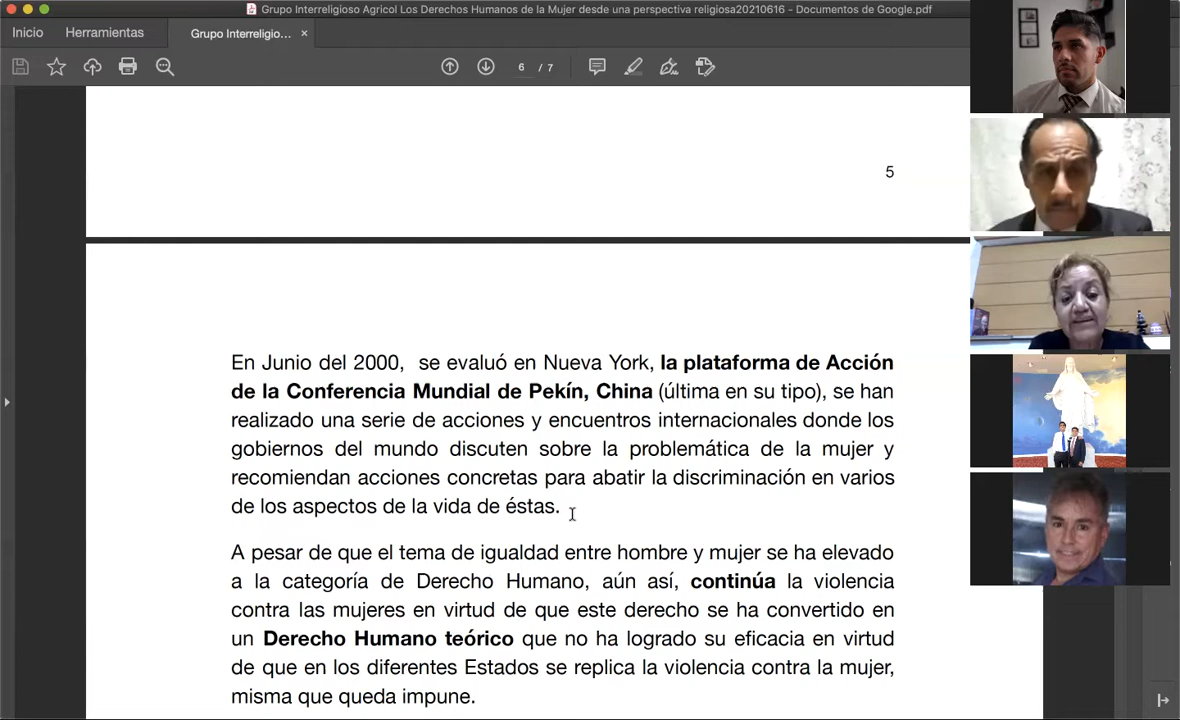 Grupo Interreligioso Agricol Los Derechos Humanos de la Mujer desde una perspectiva religiosa20210616 - Documentos de Google.pdf
Inicio
Herramientas
Grupo Interreligio...
6 / 7
5
En Junio del 2000, se evaluó en Nueva York, la plataforma de Acción
de la Conferencia Mundial de Pekín, China (última en su tipo), se han
realizado una serie de acciones y encuentros internacionales donde los
gobiernos del mundo discuten sobre la problemática de la mujer y
recomiendan acciones concretas para abatir la discriminación en varios
de los aspectos de la vida de éstas.
A pesar de que el tema de igualdad entre hombre y mujer se ha elevado
a la categoría de Derecho Humano, aún así, continúa la violencia
contra las mujeres en virtud de que este derecho se ha convertido en
un Derecho Humano teórico que no ha logrado su eficacia en virtud
de que en los diferentes Estados se replica la violencia contra la mujer,
misma que queda impune.